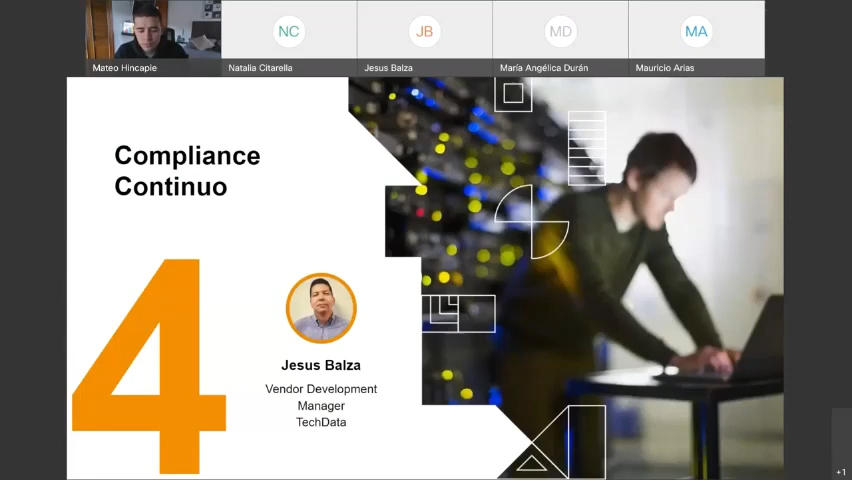 NC
JB
MD
MA
Mateo Hincapie
Natalia Citarella
Jesus Balza
María Angélica Durán
Mauricio Arias
Compliance
Continuo
4
Jesus Balza
Vendor Development
Manager
TechData
+1